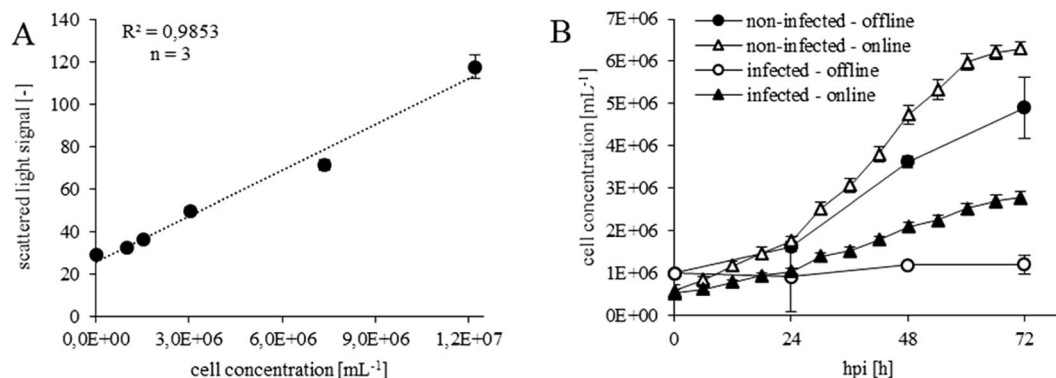 A
R² = 0,9853
n = 3
scattered light signal [-]
140
120
100
80
60
40
20
0
0,0E+00 3,0E+06 6,0E+06 9,0E+06 1,2E+07
cell concentration [mL⁻¹]
B
non-infected - offline
non-infected - online
infected - offline
infected - online
cell concentration [mL⁻¹]
7E+06
6E+06
5E+06
4E+06
3E+06
2E+06
1E+06
0E+00
0 24 48 72
hpi [h]